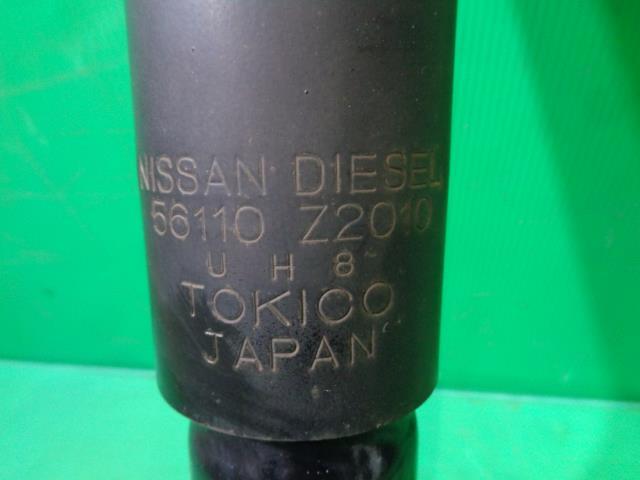 NISSAN DIESEL
56110 Z2010
U H 8
TOKICO
JAPAN